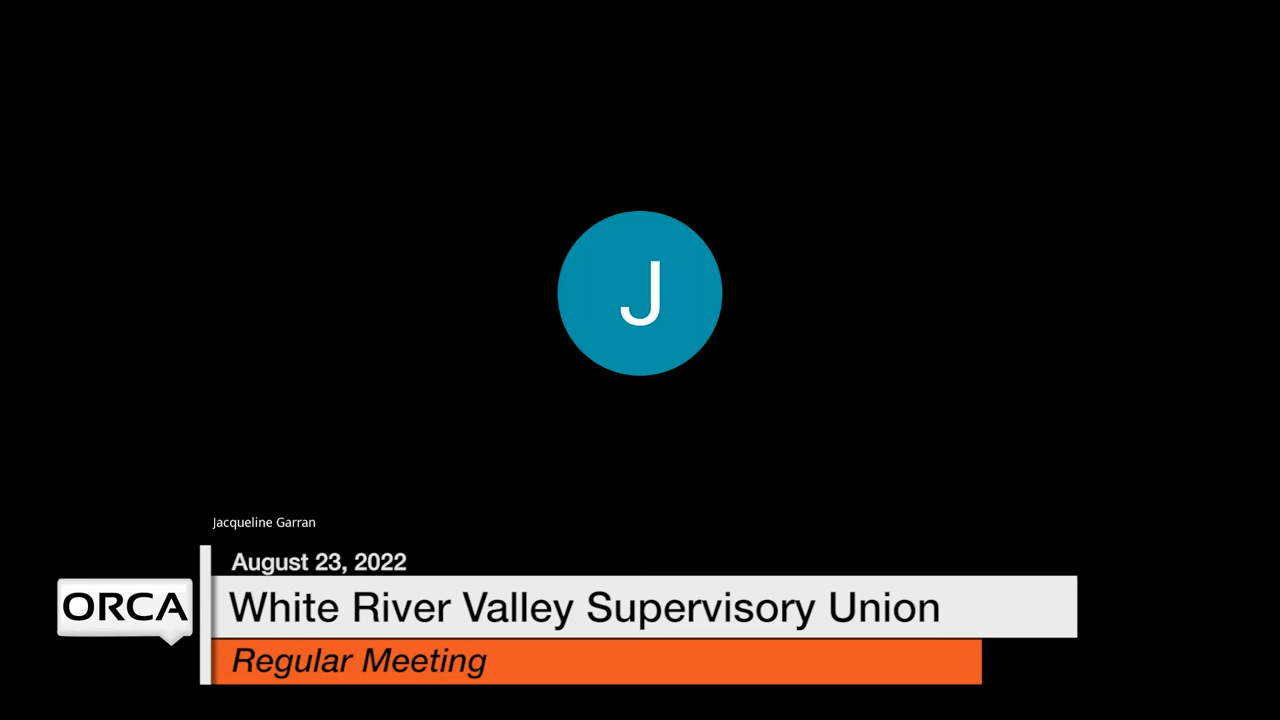 J
Jacqueline Garran
August 23, 2022
ORCA
White River Valley Supervisory Union
Regular Meeting